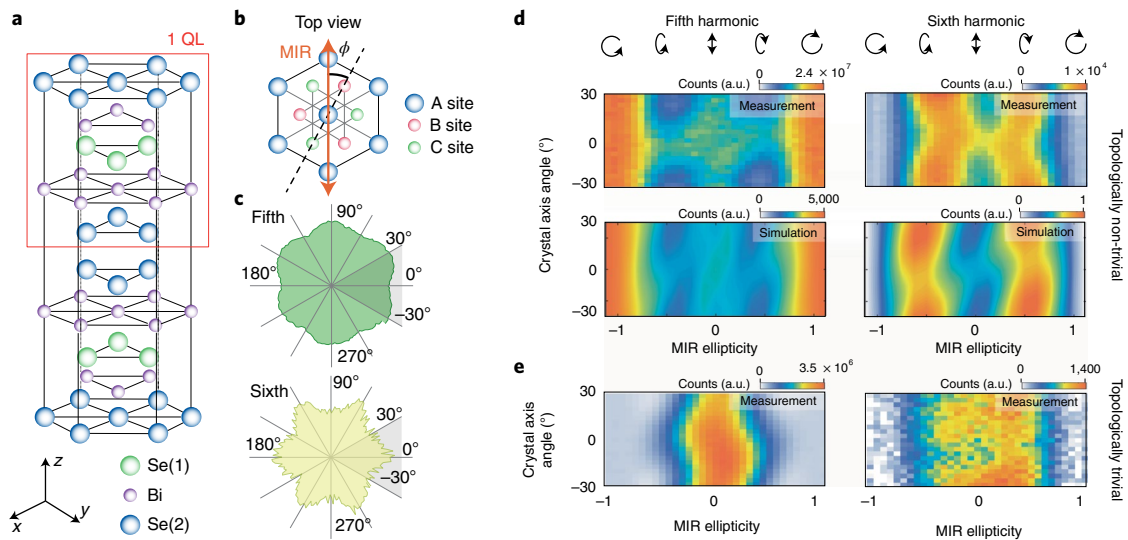 a
1 QL
z
x
y
Se(1)
Bi
Se(2)
b
Top view
MIR
ϕ
A site
B site
C site
c
Fifth
90°
30°
0°
−30°
180°
270°
Sixth
90°
30°
0°
−30°
180°
270°
d
Fifth harmonic
Sixth harmonic
Counts (a.u.)
0
2.4 × 10⁷
Measurement
Counts (a.u.)
0
1 × 10⁴
Measurement
30
0
−30
Crystal axis angle (°)
Counts (a.u.)
0
5,000
Simulation
Counts (a.u.)
0
1
Simulation
30
0
−30
−1
0
1
MIR ellipticity
−1
0
1
MIR ellipticity
Topologically non-trivial
e
Counts (a.u.)
0
3.5 × 10⁶
Measurement
Counts (a.u.)
0
1,400
Measurement
30
0
−30
Crystal axis
angle (°)
−1
0
1
MIR ellipticity
−1
0
1
MIR ellipticity
Topologically trivial